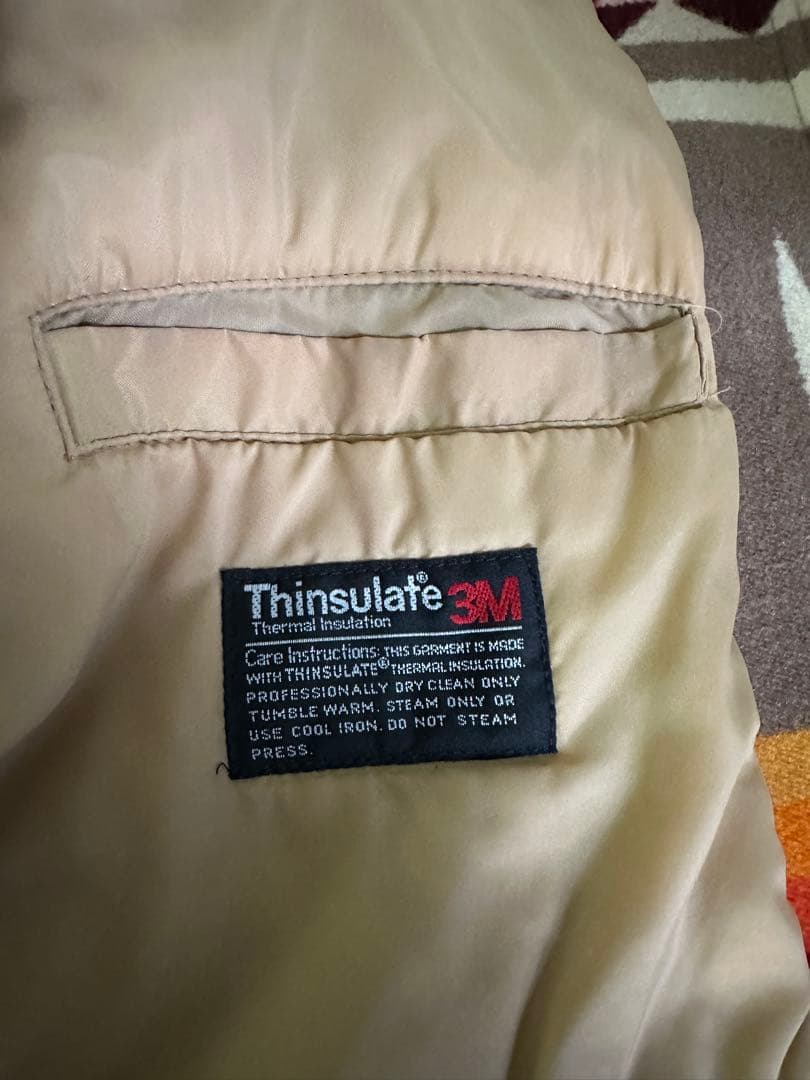 Thinsulate® 3M
Thermal Insulation
Care Instructions: THIS GARMENT IS MADE
WITH THINSULATE® THERMAL INSULATION.
PROFESSIONALLY DRY CLEAN ONLY
TUMBLE WARM. STEAM ONLY OR
USE COOL IRON. DO NOT STEAM
PRESS.